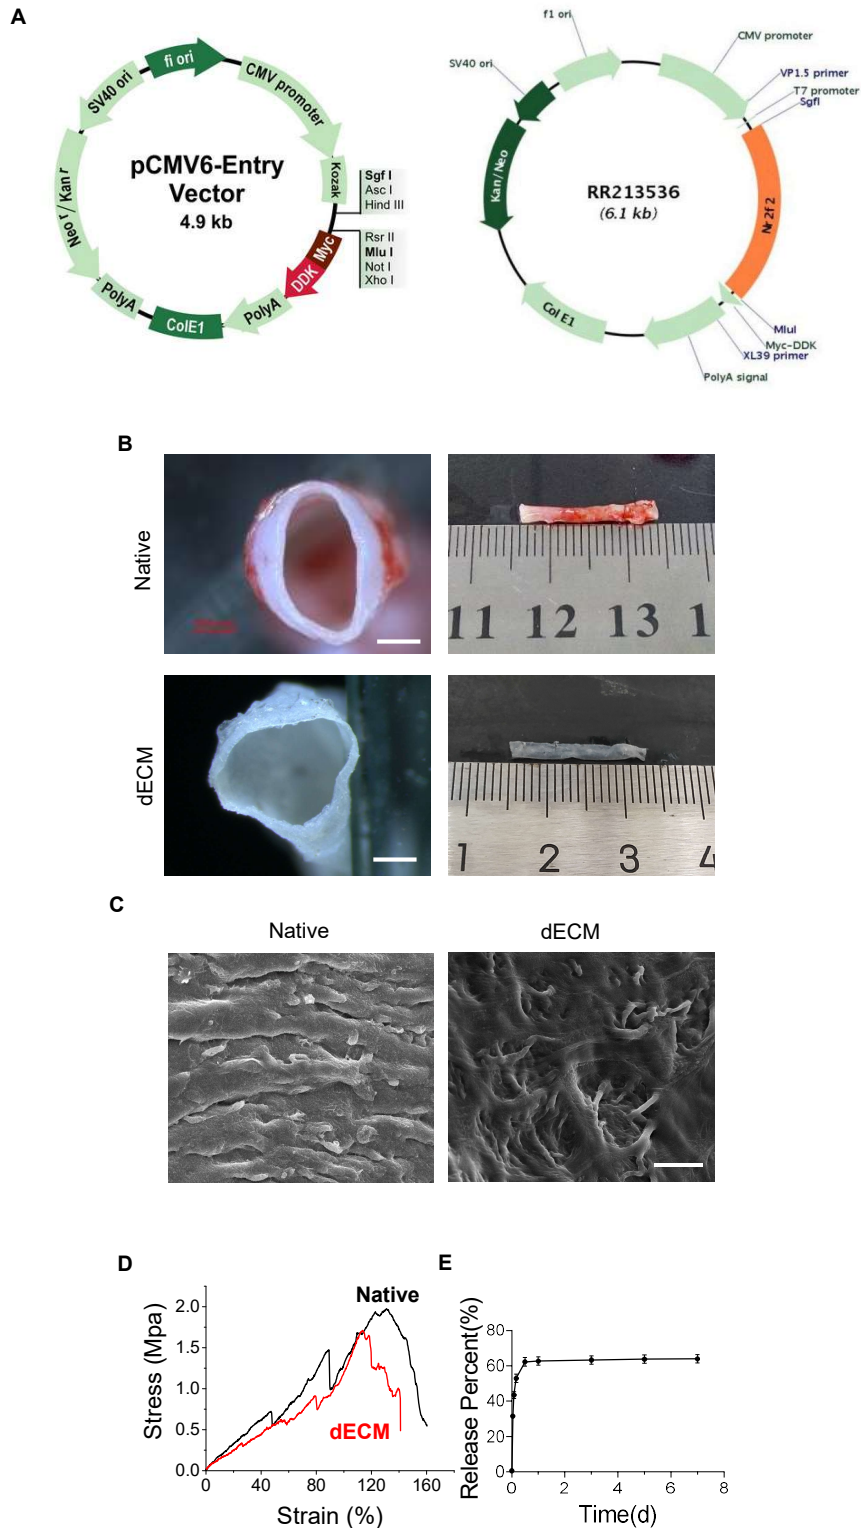 A
fi ori
SV40 ori
CMV promoter
Kozak
pCMV6-Entry
Vector
4.9 kb
Sgf I
Asc I
Hind III
Rsr II
Mlu I
Not I
Xho I
Myc
DDK
PolyA
ColE1
PolyA
Neo r / Kan r
f1 ori
SV40 ori
CMV promoter
VP1.5 primer
T7 promoter
SgfI
Kan/Neo
RR213536
(6.1 kb)
Nr2f2
Col E1
MluI
Myc-DDK
XL39 primer
PolyA signal
B
Native
11 12 13 1
dECM
1 2 3 4
C
Native dECM
D
Native
dECM
Stress (Mpa)
2.0
1.5
1.0
0.5
0.0
0 40 80 120 160
Strain (%)
E
Release Percent(%)
80
60
40
20
0
0 2 4 6 8
Time(d)